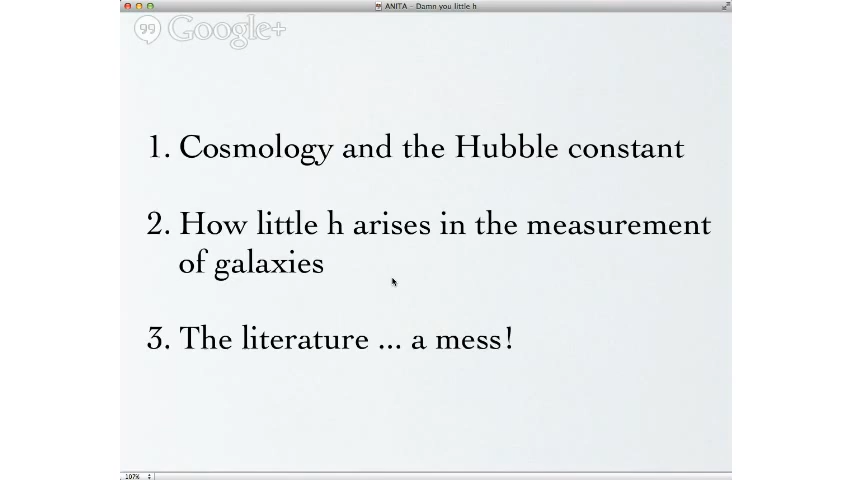 ANITA - Damn you little h
Google+
1. Cosmology and the Hubble constant
2. How little h arises in the measurement
of galaxies
3. The literature ... a mess!
107%